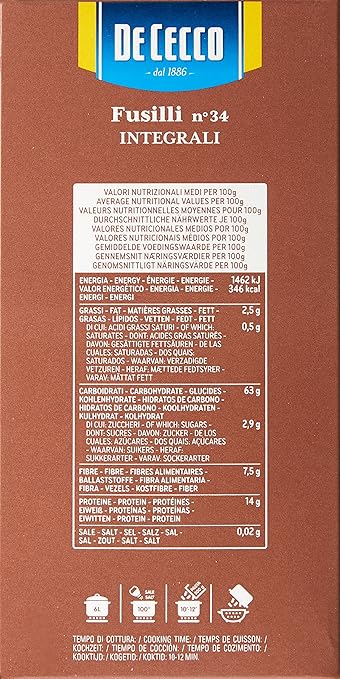 DE CECCO
dal 1886
Fusilli n°34
INTEGRALI
VALORI NUTRIZIONALI MEDI PER 100g
AVERAGE NUTRITIONAL VALUES PER 100g
VALEURS NUTRITIONNELLES MOYENNES POUR 100g
DURCHSCHNITTLICHE NÄHRWERTE JE 100g
VALORES NUTRICIONALES MEDIOS POR 100g
VALORES NUTRICIONAIS MÉDIOS POR 100g
GEMIDDELDE VOEDINGSWAARDE PER 100g
GENNEMSNIT NÆRINGSVÆRDIER PER 100g
GENOMSNITTLIGT NÄRINGSVÄRDE PER 100g
ENERGIA - ENERGY - ÉNERGIE - ENERGIE - 1462 kJ
VALOR ENERGÉTICO - ENERGIA - ENERGIE - 346 kcal
ENERGI - ENERGI
GRASSI - FAT - MATIÈRES GRASSES - FETT - 2,5 g
GRASAS - LÍPIDOS - VETTEN - FEDT - FETT
DI CUI: ACIDI GRASSI SATURI - OF WHICH: 0,5 g
SATURATES - DONT: ACIDES GRAS SATURÉS -
DAVON: GESÄTTIGTE FETTSÄUREN - DE LAS
CUALES: SATURADAS - DOS QUAIS:
SATURADOS - WAARVAN: VERZADIGDE
VETZUREN - HERAF: MÆTTEDE FEDTSYRER -
VARAV: MÄTTAT FETT
CARBOIDRATI - CARBOHYDRATE - GLUCIDES - 63 g
KOHLENHYDRATE - HIDRATOS DE CARBONO -
HIDRATOS DE CARBONO - KOOLHYDRATEN -
KULHYDRAT - KOLHYDRAT
DI CUI: ZUCCHERI - OF WHICH: SUGARS - 2,9 g
DONT: SUCRES - DAVON: ZUCKER - DE LOS
CUALES: AZÚCARES - DOS QUAIS: AÇÚCARES
- WAARVAN: SUIKERS - HERAF:
SUKKERARTER - VARAV: SOCKERARTER
FIBRE - FIBRE - FIBRES ALIMENTAIRES - 7,5 g
BALLASTSTOFFE - FIBRA ALIMENTARIA -
FIBRA - VEZELS - KOSTFIBRE - FIBER
PROTEINE - PROTEIN - PROTÉINES - 14 g
EIWEIß - PROTEÍNAS - PROTEÍNAS -
EIWITTEN - PROTEIN - PROTEIN
SALE - SALT - SEL - SALZ - SAL - 0,02 g
SAL - ZOUT - SALT - SALT
6L
SALE
SALT
100°
10'-12'
TEMPO DI COTTURA: / COOKING TIME: / TEMPS DE CUISSON: /
KOCHZEIT: / TIEMPO DE COCCIÓN: / TEMPO DE COZIMENTO: /
KOOKTIJD: / KOGETID: / KOKTID: 10-12 MIN.